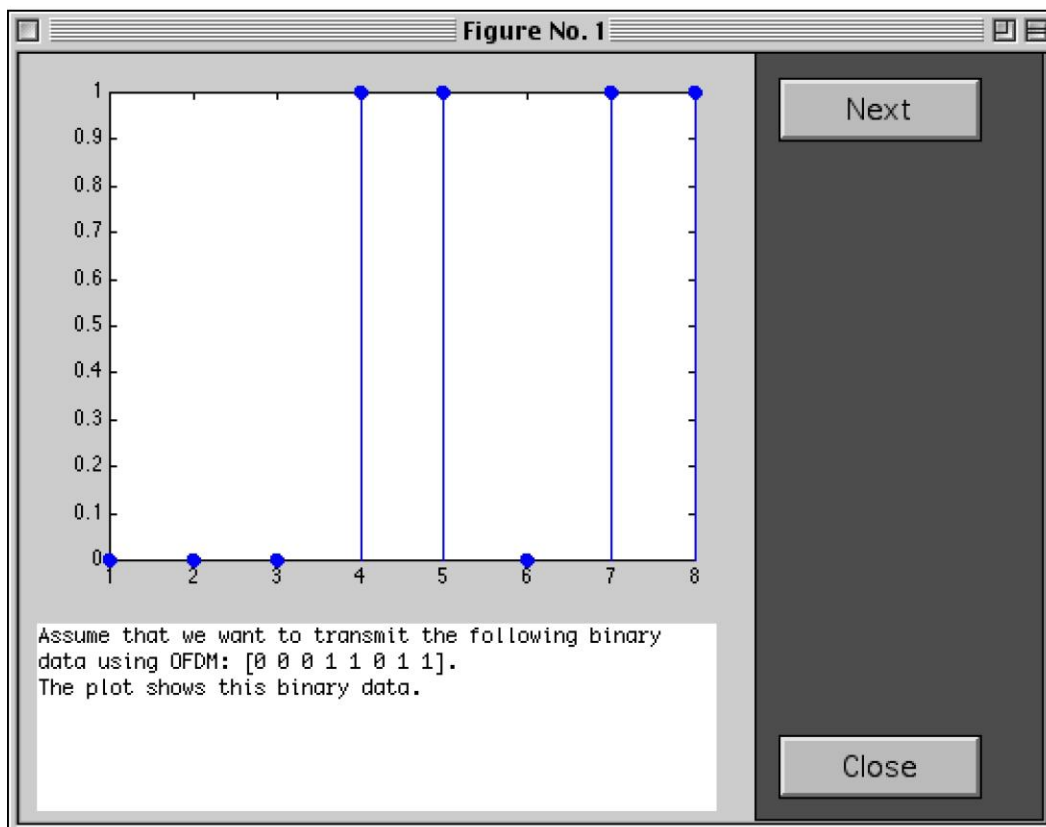 Figure No. 1
1
0.9
0.8
0.7
0.6
0.5
0.4
0.3
0.2
0.1
0
1 2 3 4 5 6 7 8
Assume that we want to transmit the following binary
data using OFDM: [0 0 0 1 1 0 1 1].
The plot shows this binary data.
Next
Close